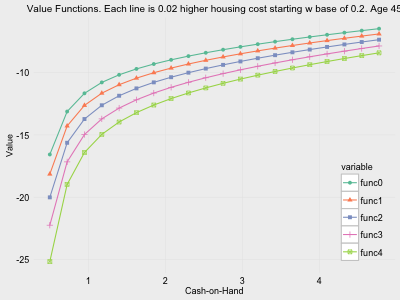 Value Functions. Each line is 0.02 higher housing cost starting w base of 0.2. Age 45
-10
-15
-20
-25
Value
1 2 3 4
Cash-on-Hand
variable
func0
func1
func2
func3
func4